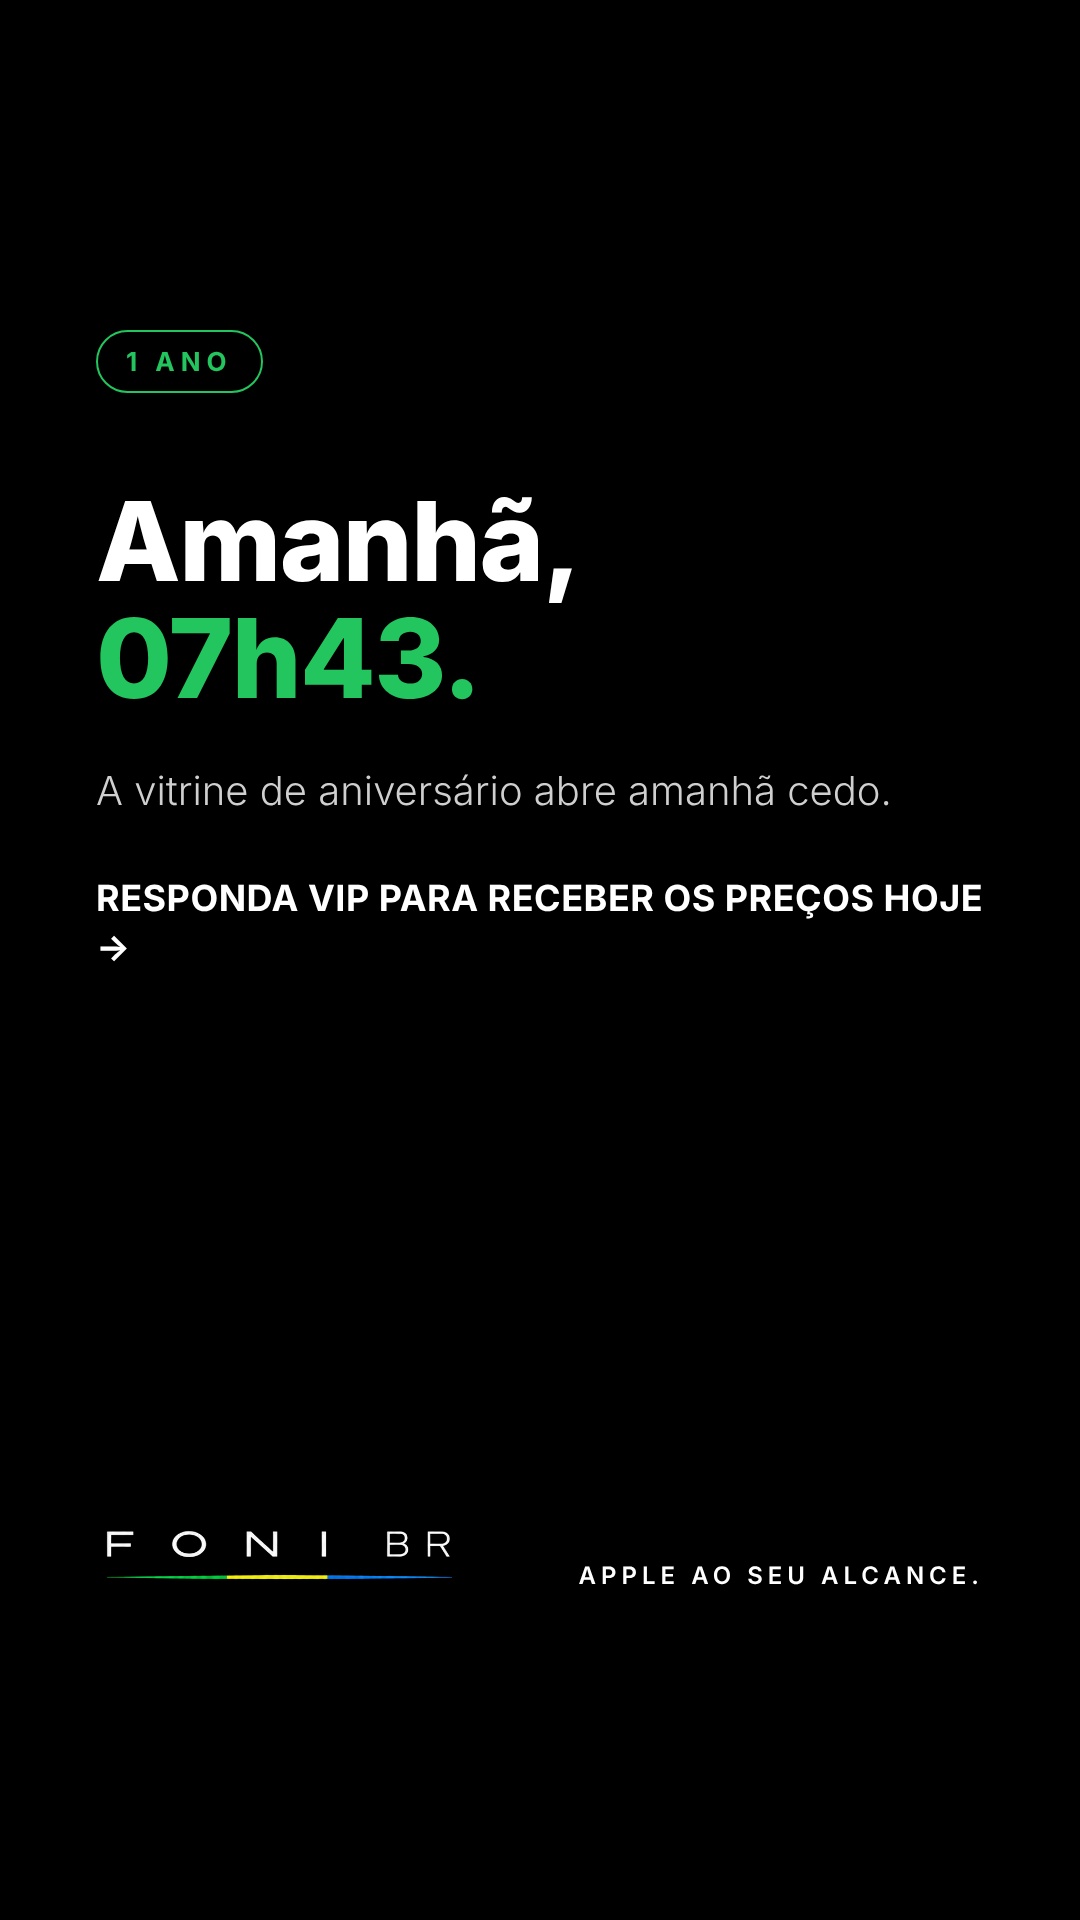 1 ANO
Amanhã,
07h43.
A vitrine de aniversário abre amanhã cedo.
RESPONDA VIP PARA RECEBER OS PREÇOS HOJE
→
FONI BR
APPLE AO SEU ALCANCE.